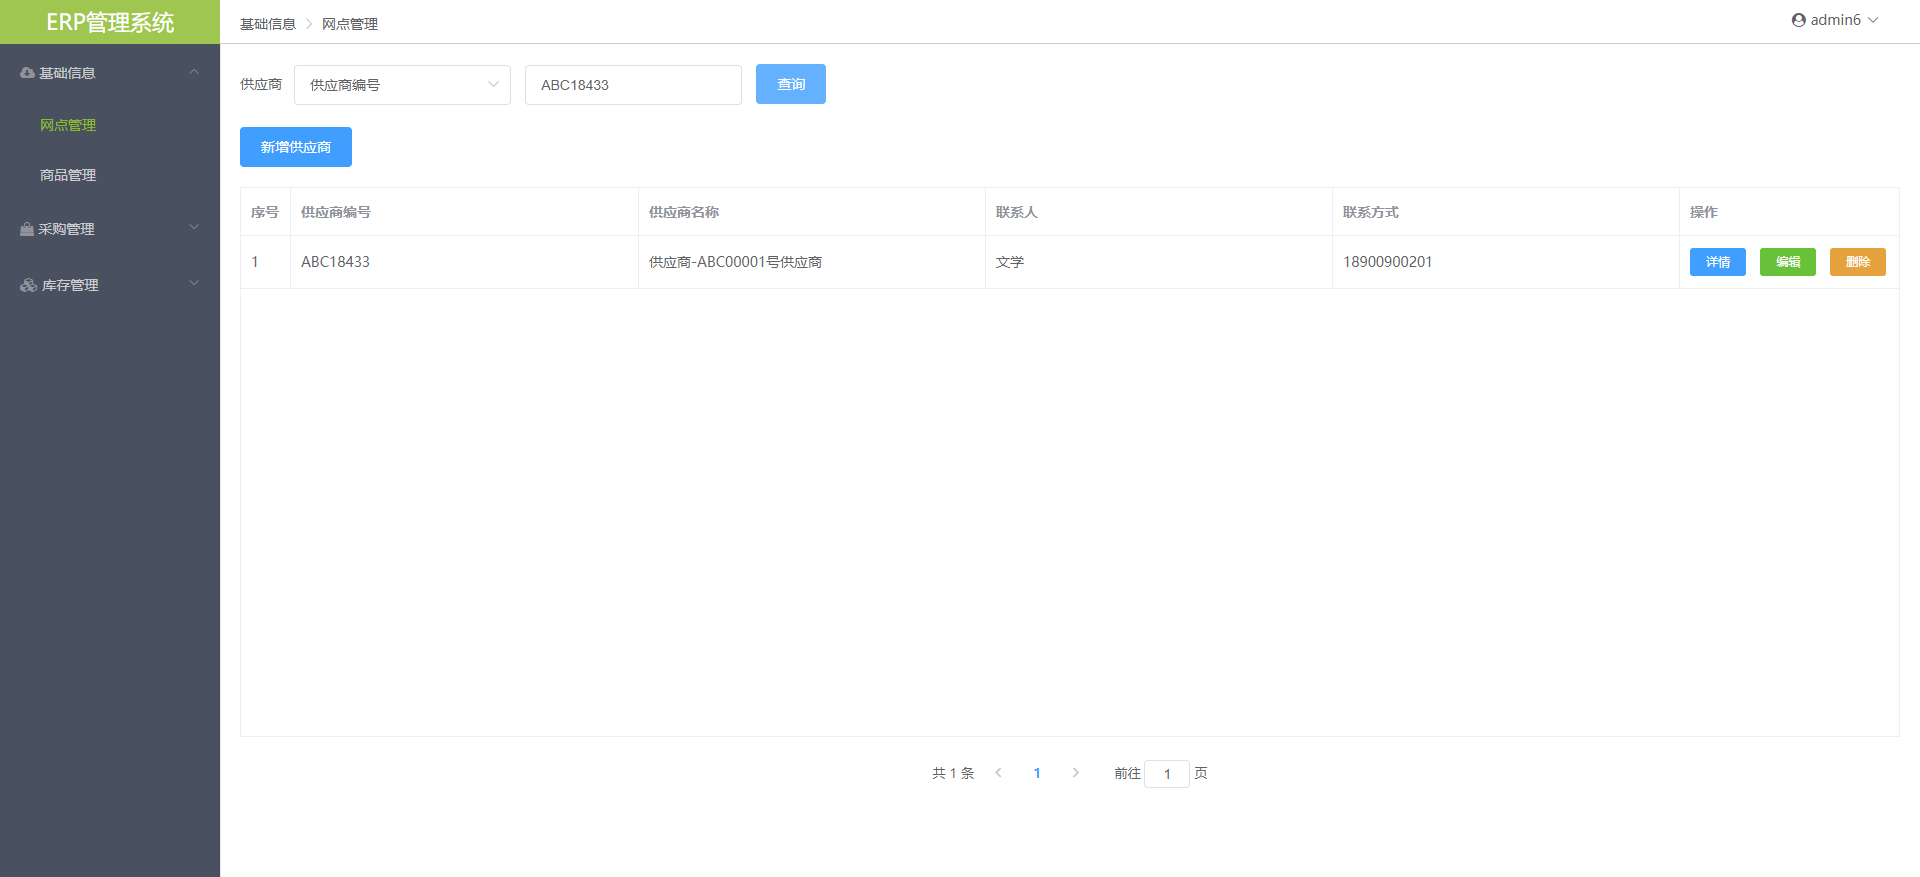 ERP管理系统
基础信息 网点管理
admin6
基础信息
网点管理
商品管理
采购管理
库存管理
供应商 供应商编号 ABC18433 查询
新增供应商
序号 供应商编号 供应商名称 联系人 联系方式 操作
1 ABC18433 供应商-ABC00001号供应商 文学 18900900201 详情 编辑 删除
共 1 条 1 前往 1 页